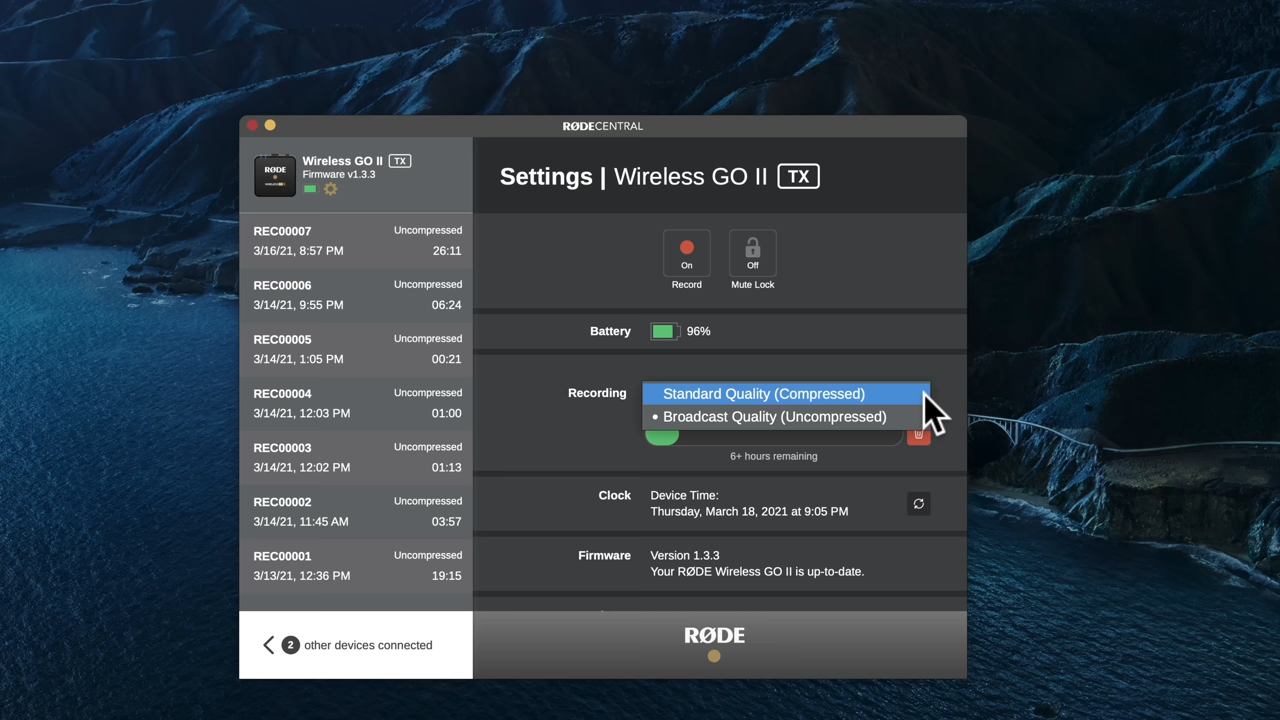 RØDECENTRAL
RØDE
Wireless GO II TX
Firmware v1.3.3
REC00007 Uncompressed
3/16/21, 8:57 PM 26:11
REC00006 Uncompressed
3/14/21, 9:55 PM 06:24
REC00005 Uncompressed
3/14/21, 1:05 PM 00:21
REC00004 Uncompressed
3/14/21, 12:03 PM 01:00
REC00003 Uncompressed
3/14/21, 12:02 PM 01:13
REC00002 Uncompressed
3/14/21, 11:45 AM 03:57
REC00001 Uncompressed
3/13/21, 12:36 PM 19:15
2 other devices connected
Settings | Wireless GO II TX
On Off
Record Mute Lock
Battery 96%
Recording Standard Quality (Compressed)
• Broadcast Quality (Uncompressed)
6+ hours remaining
Clock Device Time:
Thursday, March 18, 2021 at 9:05 PM
Firmware Version 1.3.3
Your RØDE Wireless GO II is up-to-date.
RØDE